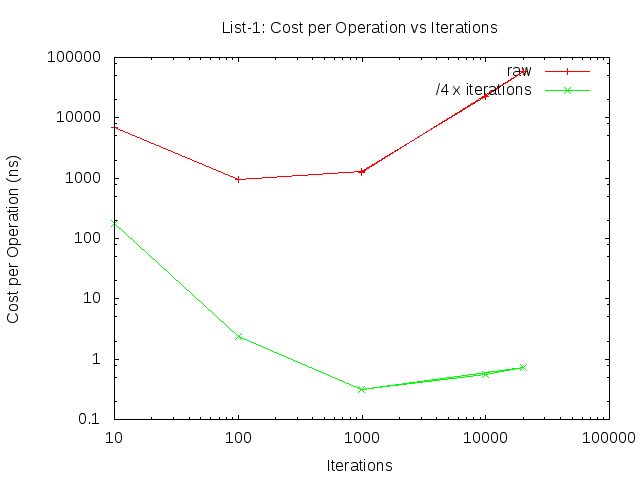 List-1: Cost per Operation vs Iterations
100000
10000
1000
100
10
1
0.1
Cost per Operation (ns)
raw
/4 x iterations
10
100
1000
10000
100000
Iterations